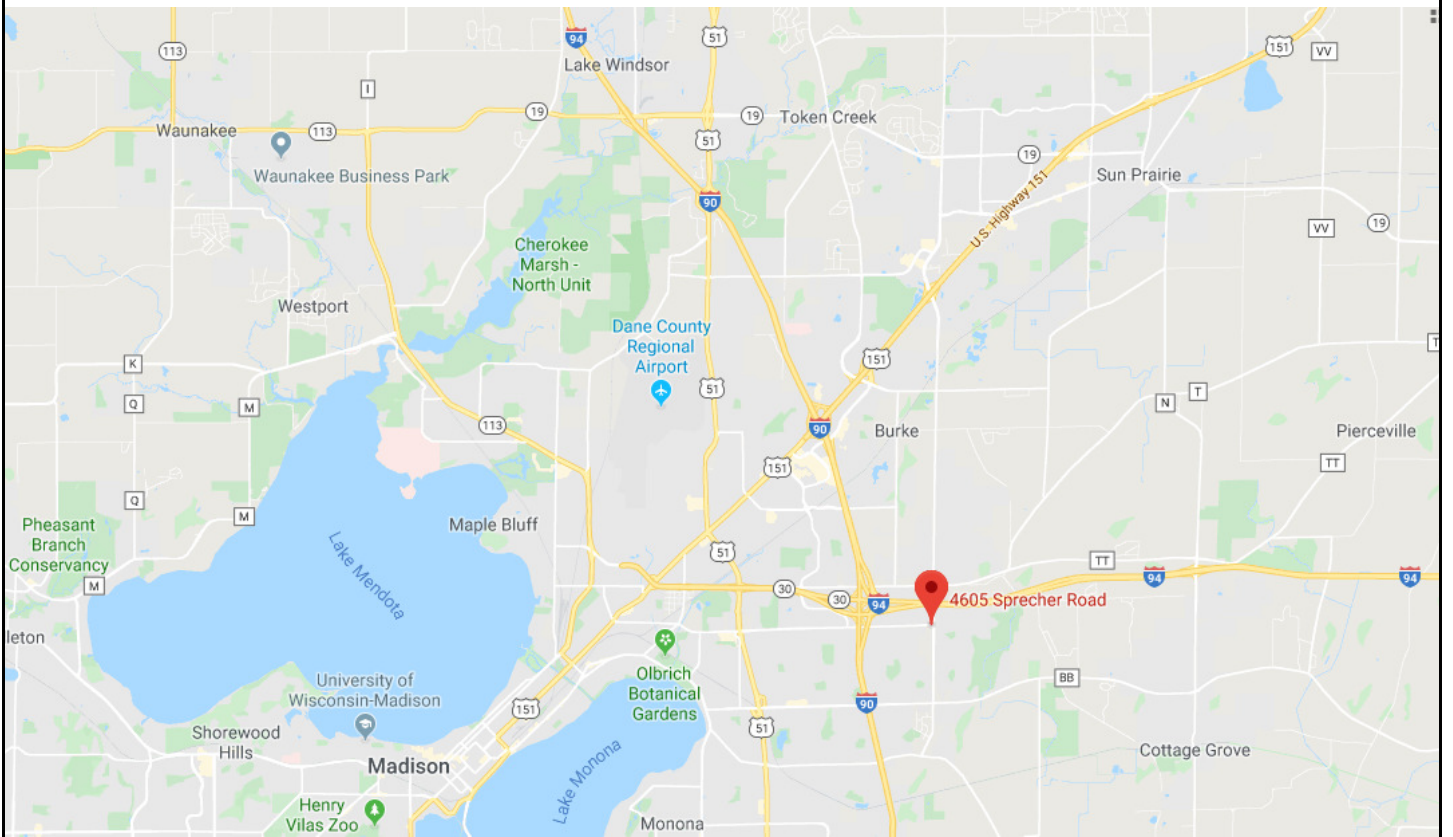 94
51
151
VV
113
Lake Windsor
I
19
19
Token Creek
Waunakee
113
51
19
Waunakee Business Park
Sun Prairie
U.S. Highway 151
90
VV
19
Cherokee
Marsh -
North Unit
Westport
Dane County
Regional
Airport
T
K
151
51
Q
M
T
N
113
90
Burke
Pierceville
151
TT
Q
M
Pheasant
Branch
Conservancy
Maple Bluff
Lake Mendota
51
TT
94
94
M
30
30
94
4605 Sprecher Road
leton
Olbrich
Botanical
Gardens
University of
Wisconsin-Madison
BB
151
90
51
Shorewood
Hills
Madison
Lake Monona
Cottage Grove
Henry
Vilas Zoo
Monona